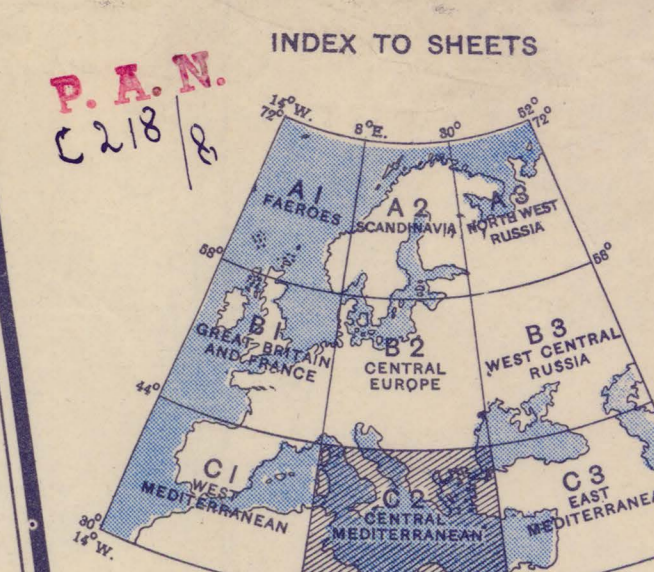 INDEX TO SHEETS
P. A. N.
C218/8
14° W.
72°
8°E.
30°
52°
72°
A 1
FAEROES
A 2
SCANDINAVIA
A 3
NORTH WEST
RUSSIA
58°
58°
B 1
GREAT BRITAIN
AND FRANCE
B 2
CENTRAL
EUROPE
B 3
WEST CENTRAL
RUSSIA
44°
C 1
WEST
MEDITERRANEAN
C 2
CENTRAL
MEDITERRANEAN
C 3
EAST
MEDITERRANEA
30°
14° W.